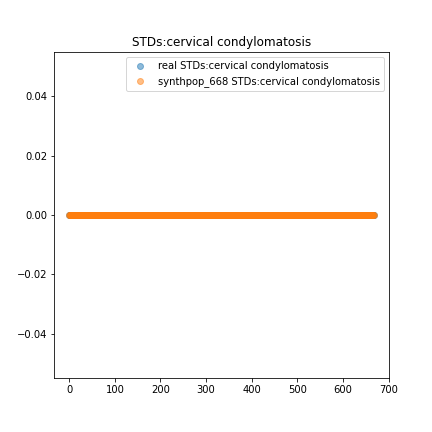 STDs:cervical condylomatosis
real STDs:cervical condylomatosis
synthpop_668 STDs:cervical condylomatosis
0.04
0.02
0.00
−0.02
−0.04
0 100 200 300 400 500 600 700